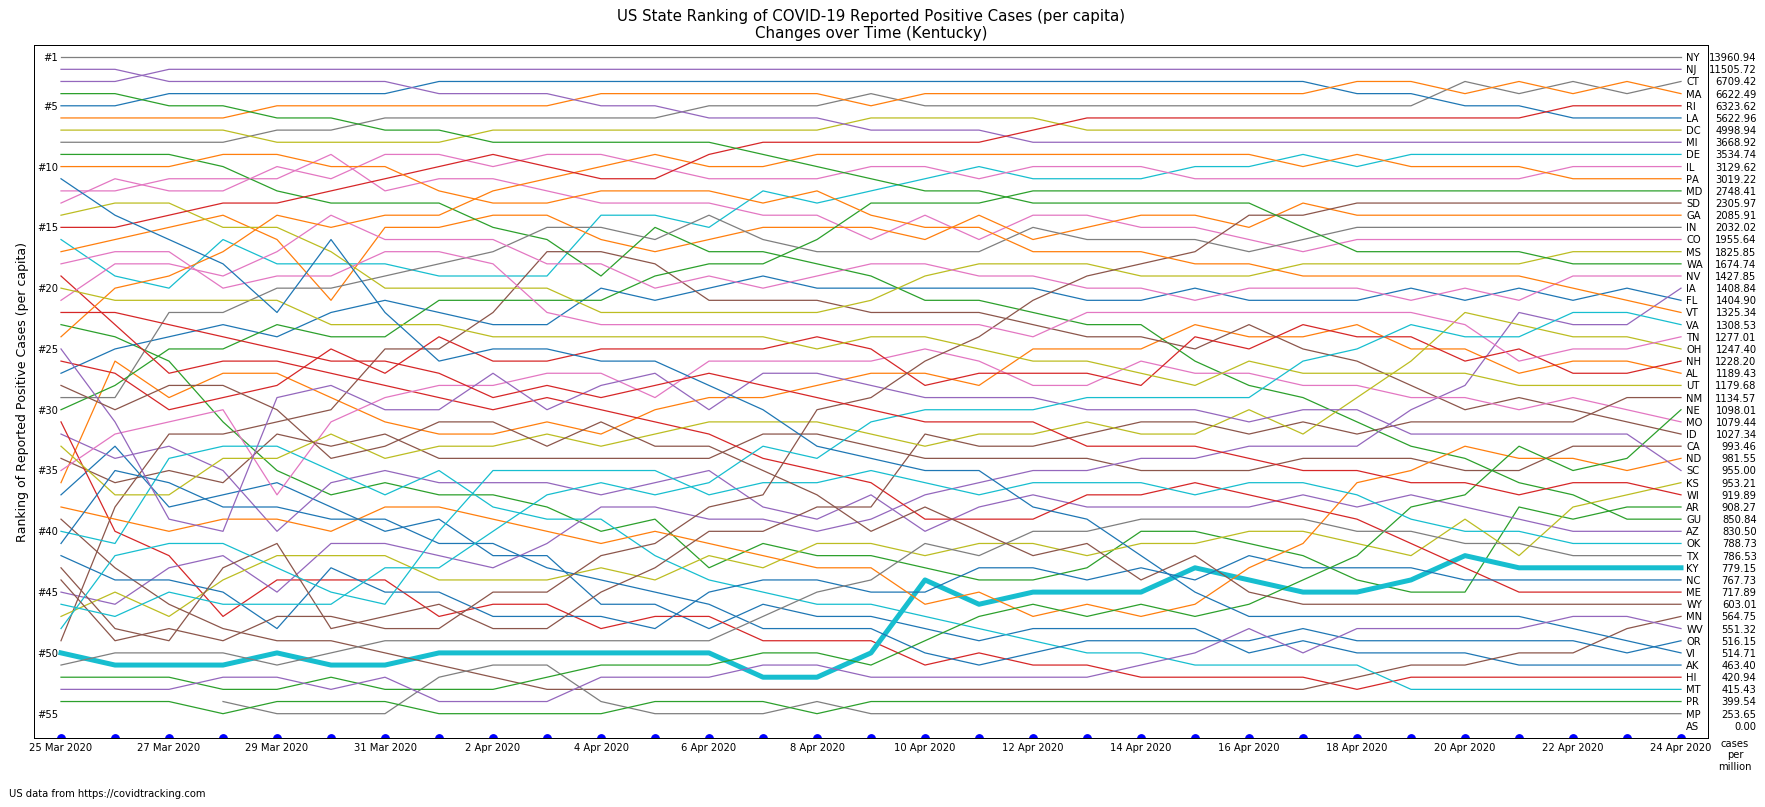 US State Ranking of COVID-19 Reported Positive Cases (per capita)
Changes over Time (Kentucky)
Ranking of Reported Positive Cases (per capita)
#1
#5
#10
#15
#20
#25
#30
#35
#40
#45
#50
#55
NY 13960.94
NJ 11505.72
CT 6709.42
MA 6622.49
RI 6323.62
LA 5622.96
DC 4998.94
MI 3668.92
DE 3534.74
IL 3129.62
PA 3019.22
MD 2748.41
SD 2305.97
GA 2085.91
IN 2032.02
CO 1955.64
MS 1825.85
WA 1674.74
NV 1427.85
IA 1408.84
FL 1404.90
VT 1325.34
VA 1308.53
TN 1277.01
OH 1247.40
NH 1228.20
AL 1189.43
UT 1179.68
NM 1134.57
NE 1098.01
MO 1079.44
ID 1027.34
CA 993.46
ND 981.55
SC 955.00
KS 953.21
WI 919.89
AR 908.27
GU 850.84
AZ 830.50
OK 788.73
TX 786.53
KY 779.15
NC 767.73
ME 717.89
WY 603.01
MN 564.75
WV 551.32
OR 516.15
VI 514.71
AK 463.40
HI 420.94
MT 415.43
PR 399.54
MP 253.65
AS 0.00
25 Mar 2020 27 Mar 2020 29 Mar 2020 31 Mar 2020 2 Apr 2020 4 Apr 2020 6 Apr 2020 8 Apr 2020 10 Apr 2020 12 Apr 2020 14 Apr 2020 16 Apr 2020 18 Apr 2020 20 Apr 2020 22 Apr 2020 24 Apr 2020
cases
per
million
US data from https://covidtracking.com